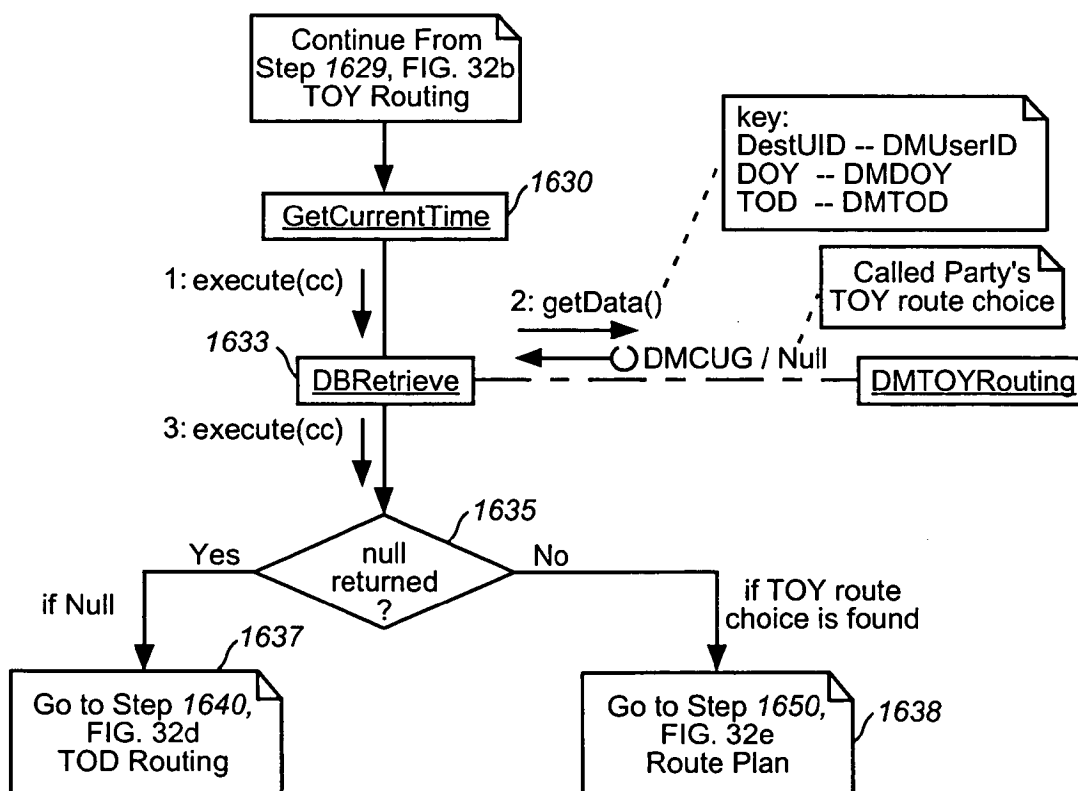 Continue From
Step 1629, FIG. 32b
TOY Routing
key:
DestUID -- DMUserID
DOY -- DMDOY
TOD -- DMTOD
1630
GetCurrentTime
1: execute(cc)
2: getData()
Called Party's
TOY route choice
1633
DMCUG / Null
DBRetrieve
DMTOYRouting
3: execute(cc)
1635
Yes
null
returned
?
No
if Null
if TOY route
choice is found
1637
Go to Step 1640,
FIG. 32d
TOD Routing
Go to Step 1650,
FIG. 32e
Route Plan
1638